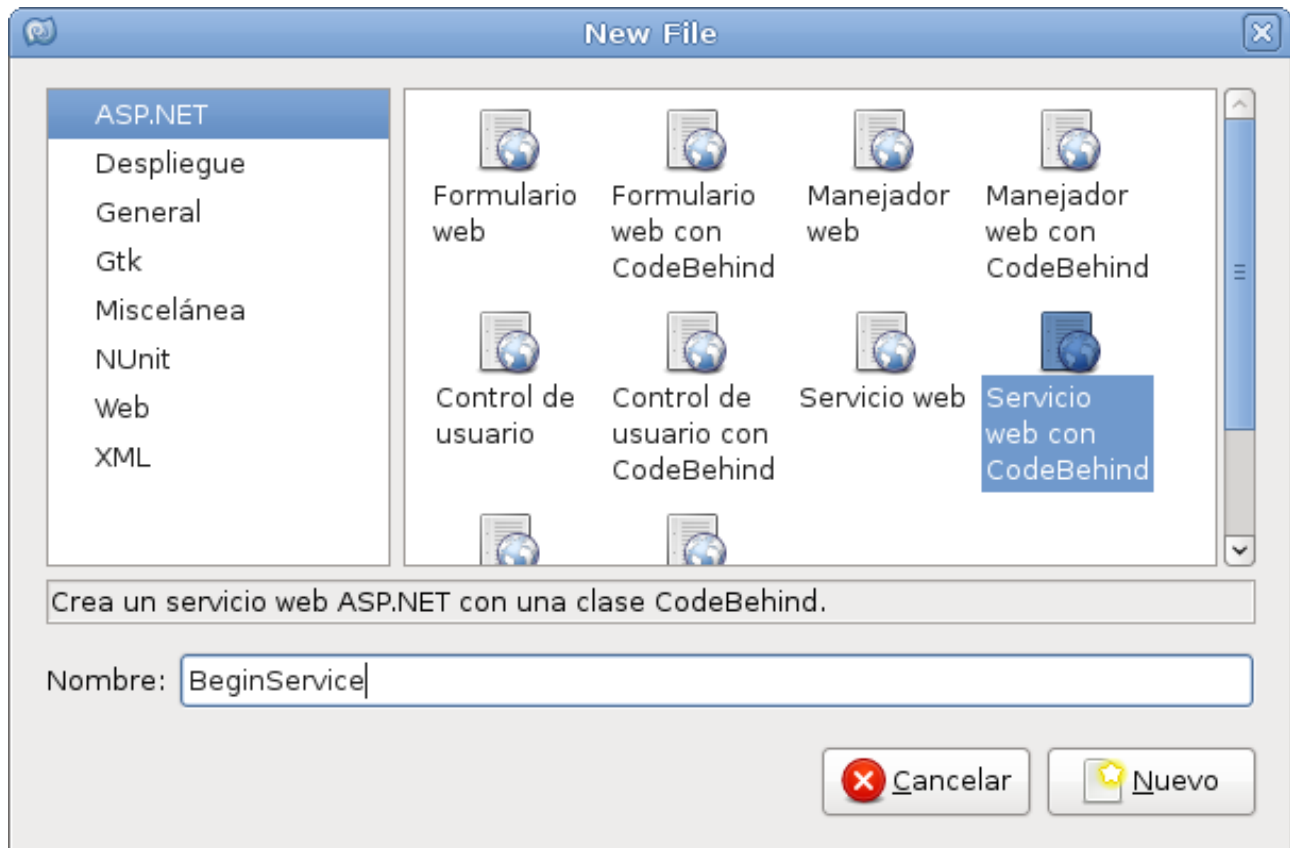 New File
ASP.NET
Despliegue
General
Gtk
Miscelánea
NUnit
Web
XML
Formulario
web
Formulario
web con
CodeBehind
Manejador
web
Manejador
web con
CodeBehind
Control de
usuario
Control de
usuario con
CodeBehind
Servicio web
Servicio
web con
CodeBehind
Crea un servicio web ASP.NET con una clase CodeBehind.
Nombre: BeginService
Cancelar Nuevo